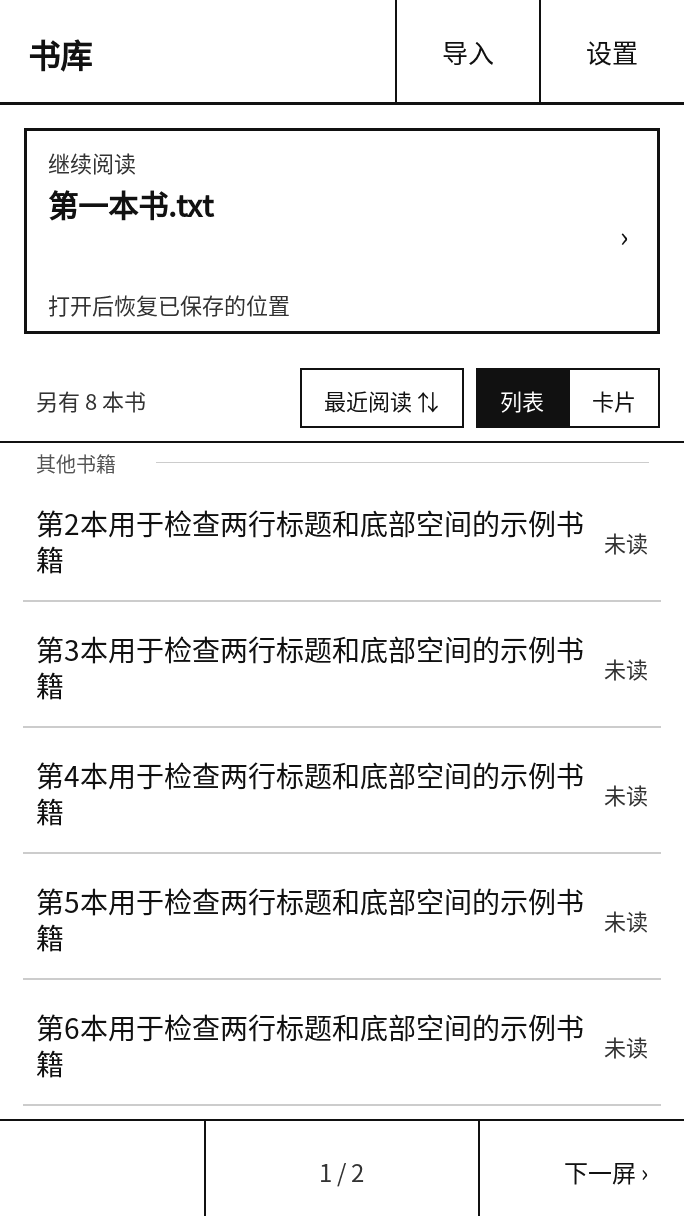 书库
导入
设置
继续阅读
第一本书.txt
›
打开后恢复已保存的位置
另有 8 本书
最近阅读 ⇅
列表
卡片
其他书籍
第2本用于检查两行标题和底部空间的示例书
籍
未读
第3本用于检查两行标题和底部空间的示例书
籍
未读
第4本用于检查两行标题和底部空间的示例书
籍
未读
第5本用于检查两行标题和底部空间的示例书
籍
未读
第6本用于检查两行标题和底部空间的示例书
籍
未读
1 / 2
下一屏 ›